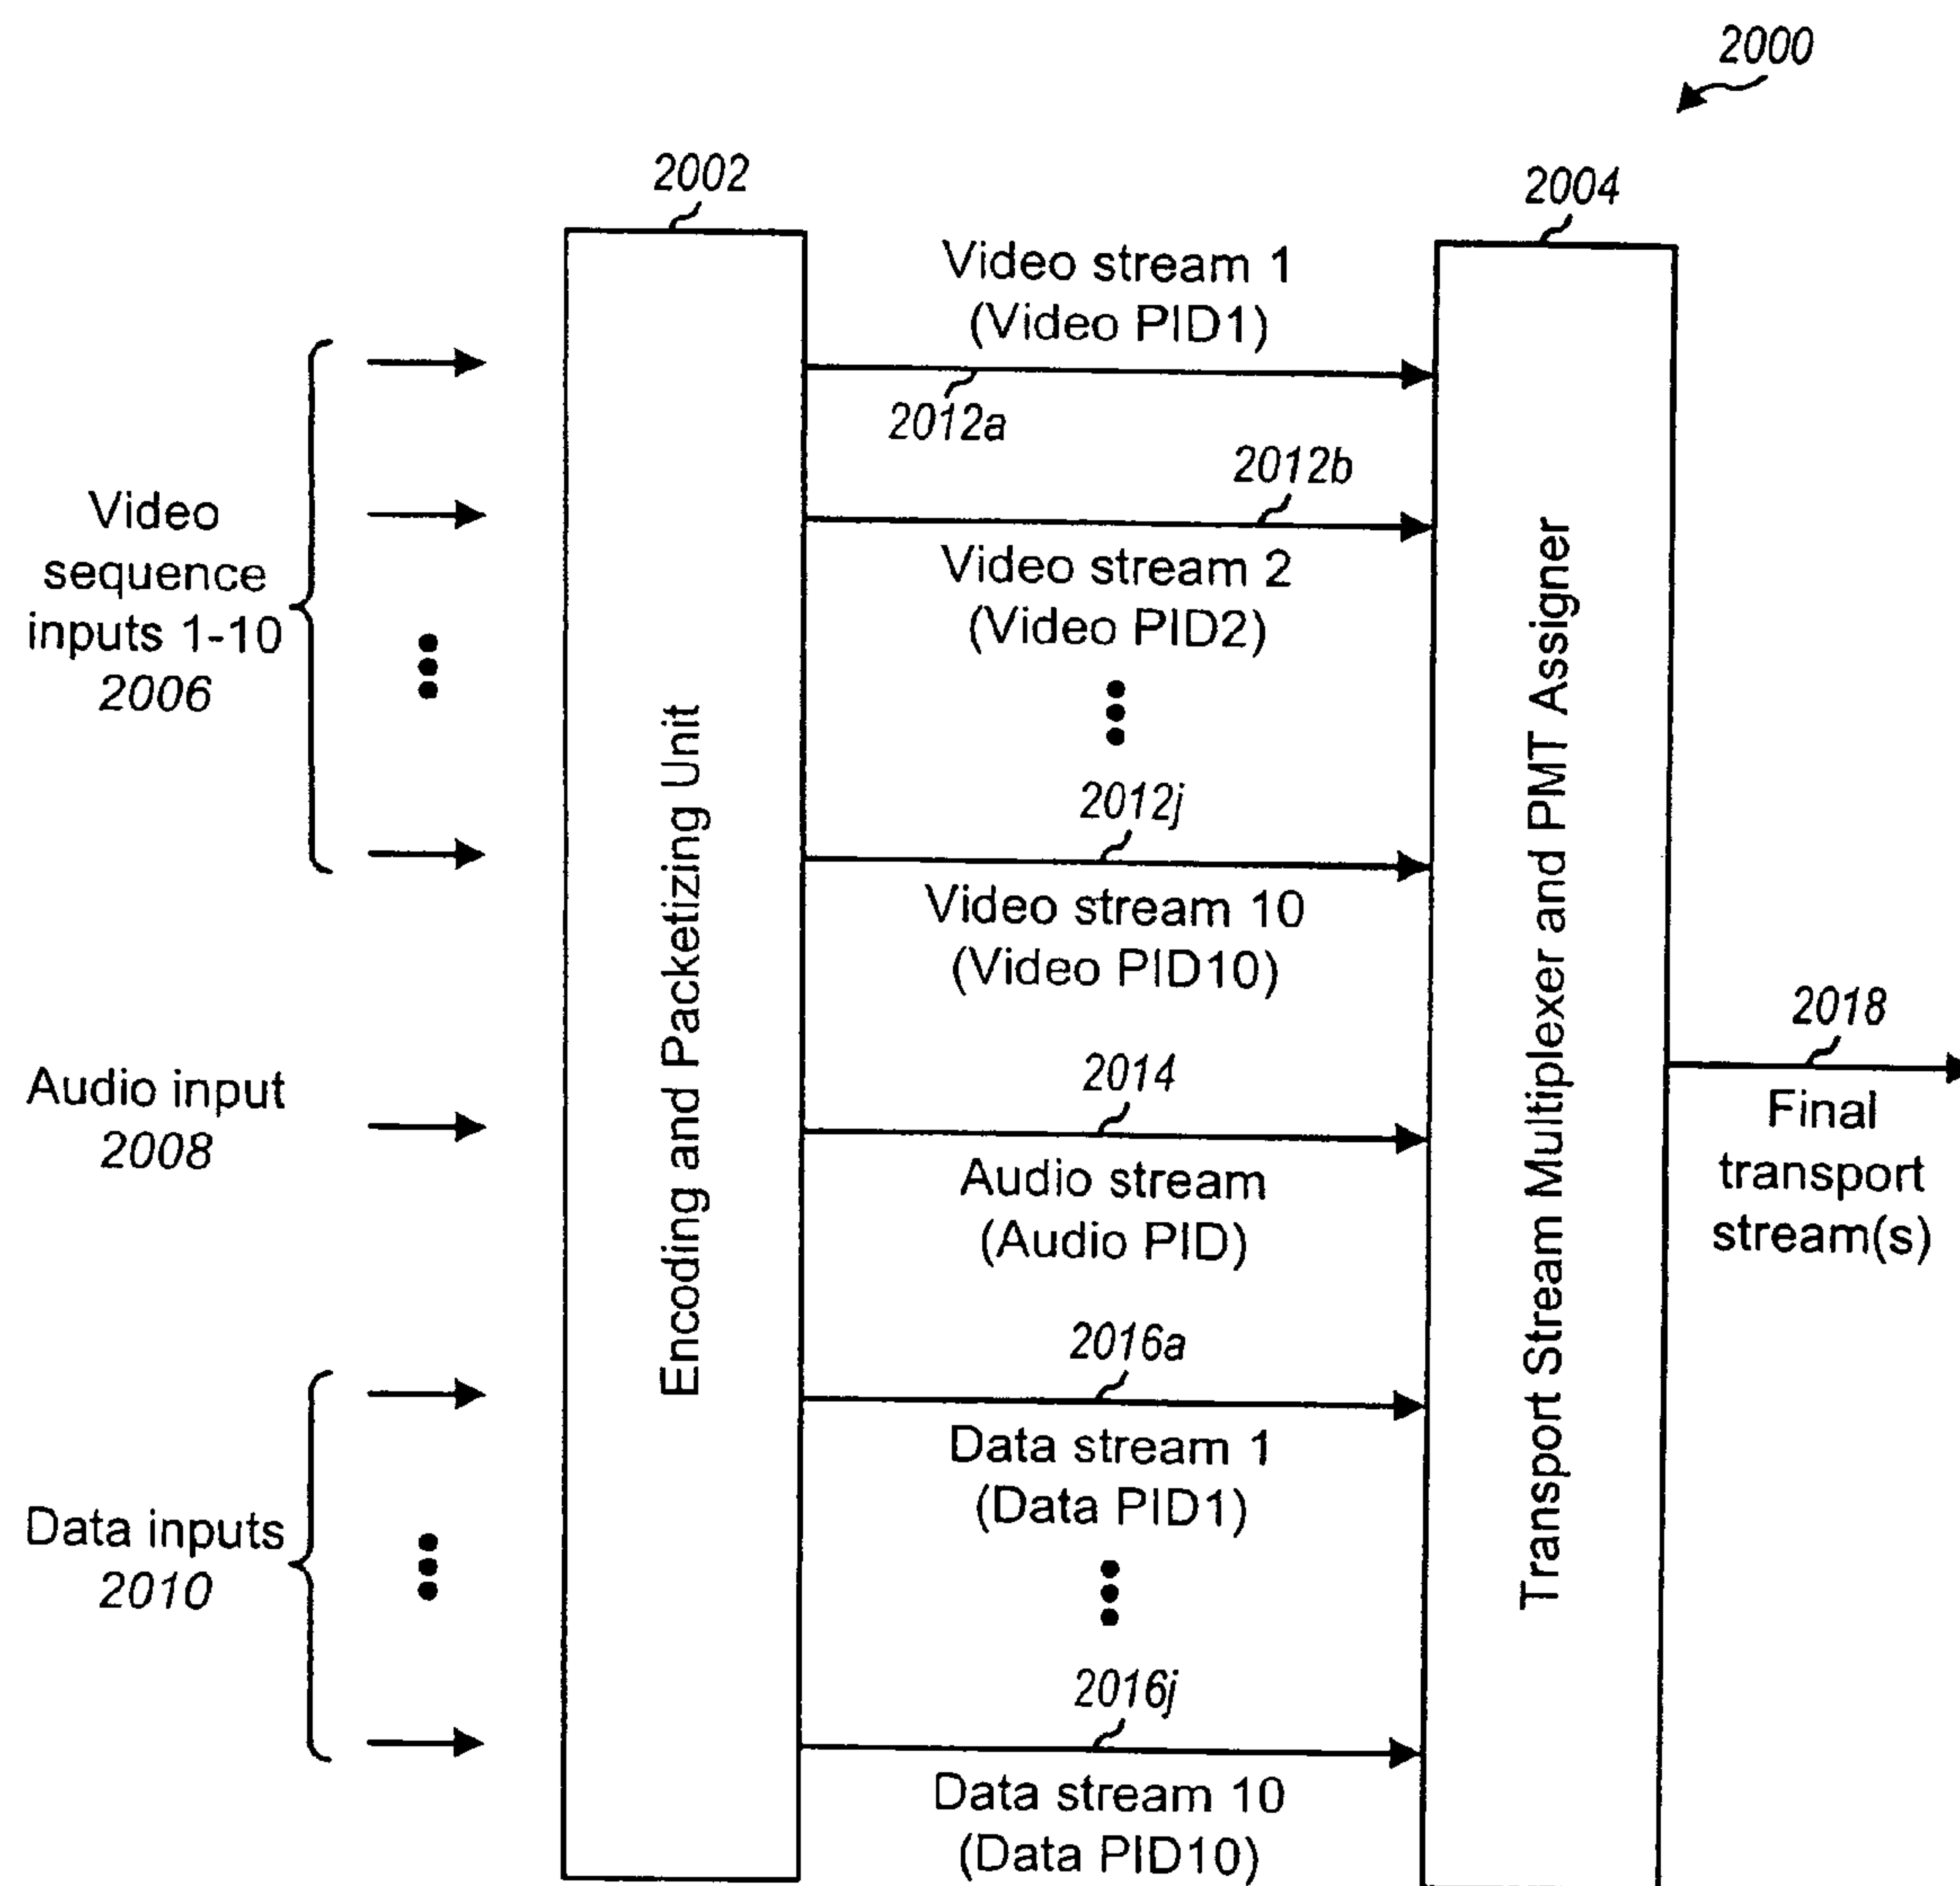 2000
2002
2004
Video
sequence
inputs 1-10
2006
Audio input
2008
Data inputs
2010
Encoding and Packetizing Unit
Video stream 1
(Video PID1)
2012a
2012b
Video stream 2
(Video PID2)
2012j
Video stream 10
(Video PID10)
2014
Audio stream
(Audio PID)
2016a
Data stream 1
(Data PID1)
2016j
Data stream 10
(Data PID10)
Transport Stream Multiplexer and PMT Assigner
2018
Final
transport
stream(s)